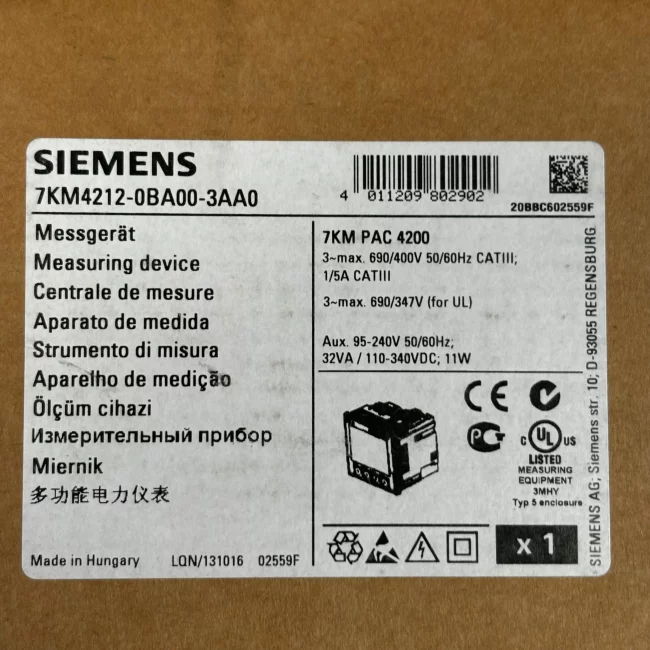 SIEMENS
7KM4212-0BA00-3AA0
4 011209 802902
20BBC602559F
Messgerät
Measuring device
Centrale de mesure
Aparato de medida
Strumento di misura
Aparelho de medição
Ölçüm cihazi
Измерительный прибор
Miernik
多功能电力仪表
Made in Hungary LQN/131016 02559F
7KM PAC 4200
3~max. 690/400V 50/60Hz CATIII;
1/5A CATIII
3~max. 690/347V (for UL)
Aux. 95-240V 50/60Hz;
32VA / 110-340VDC; 11W
CE
PC
C UL US
LISTED
MEASURING
EQUIPMENT
3MHY
Typ 5 enclosure
x 1
SIEMENS AG; Siemens str. 10; D-93055 REGENSBURG